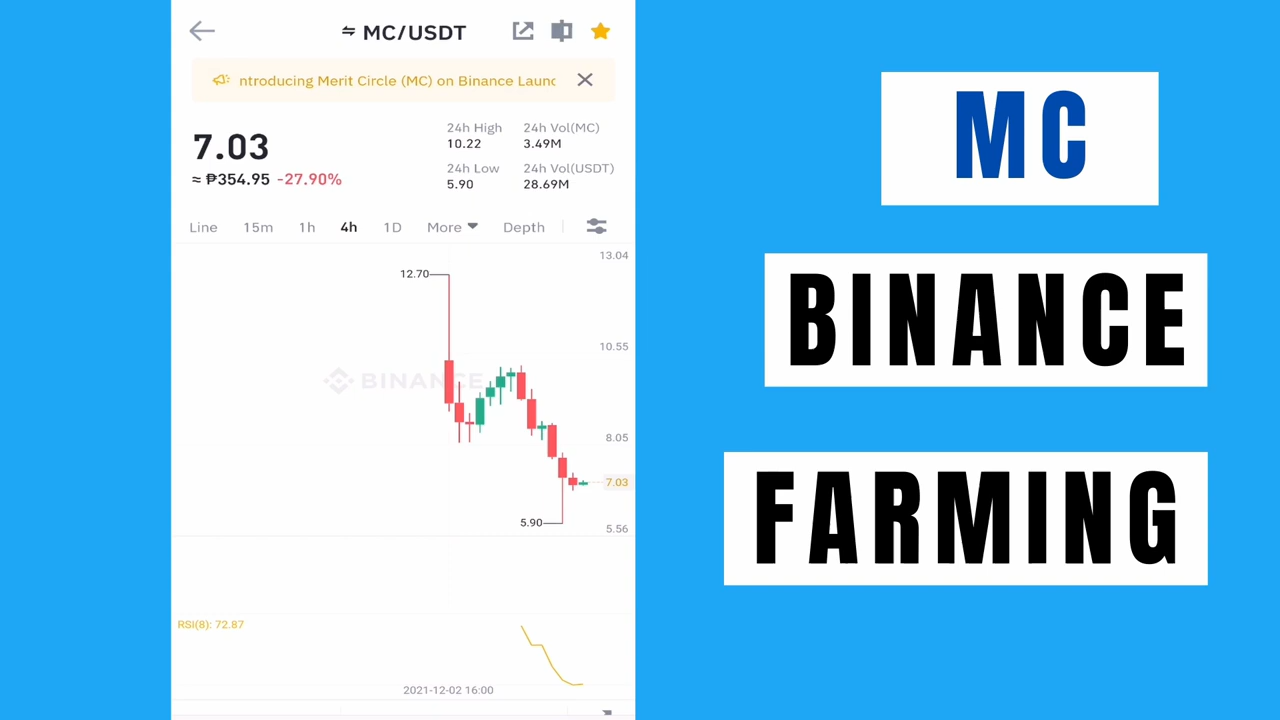 MC/USDT
ntroducing Merit Circle (MC) on Binance Launc
7.03
≈ ₱354.95 -27.90%
24h High
10.22
24h Vol(MC)
3.49M
24h Low
5.90
24h Vol(USDT)
28.69M
Line 15m 1h 4h 1D More Depth
13.04
12.70
10.55
BINANCE
8.05
7.03
5.90
5.56
RSI(8): 72.87
2021-12-02 16:00
MC
BINANCE
FARMING